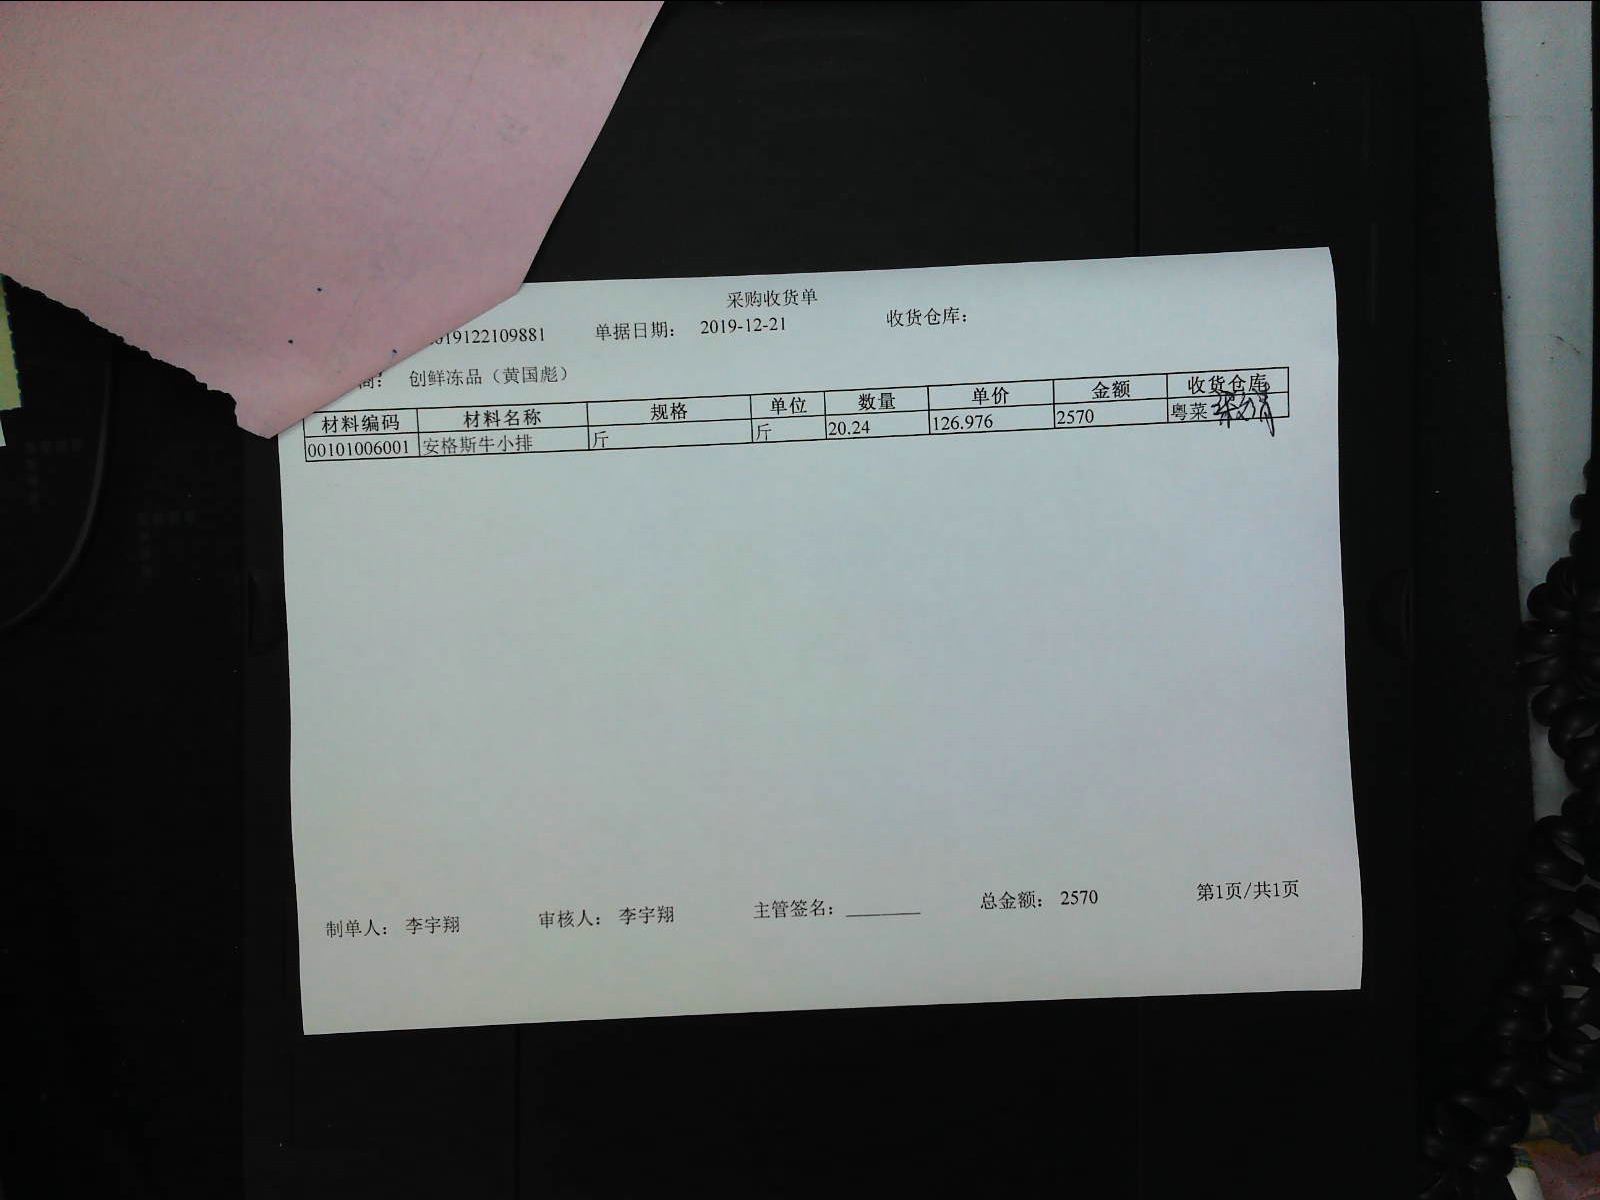 采购收货单
019122109881 单据日期: 2019-12-21 收货仓库:
商: 创鲜冻品（黄国彪）
材料编码 材料名称 规格 单位 数量 单价 金额 收货仓库
00101006001 安格斯牛小排 斤 斤 20.24 126.976 2570 粤菜
制单人: 李宇翔 审核人: 李宇翔 主管签名: 总金额: 2570 第1页/共1页